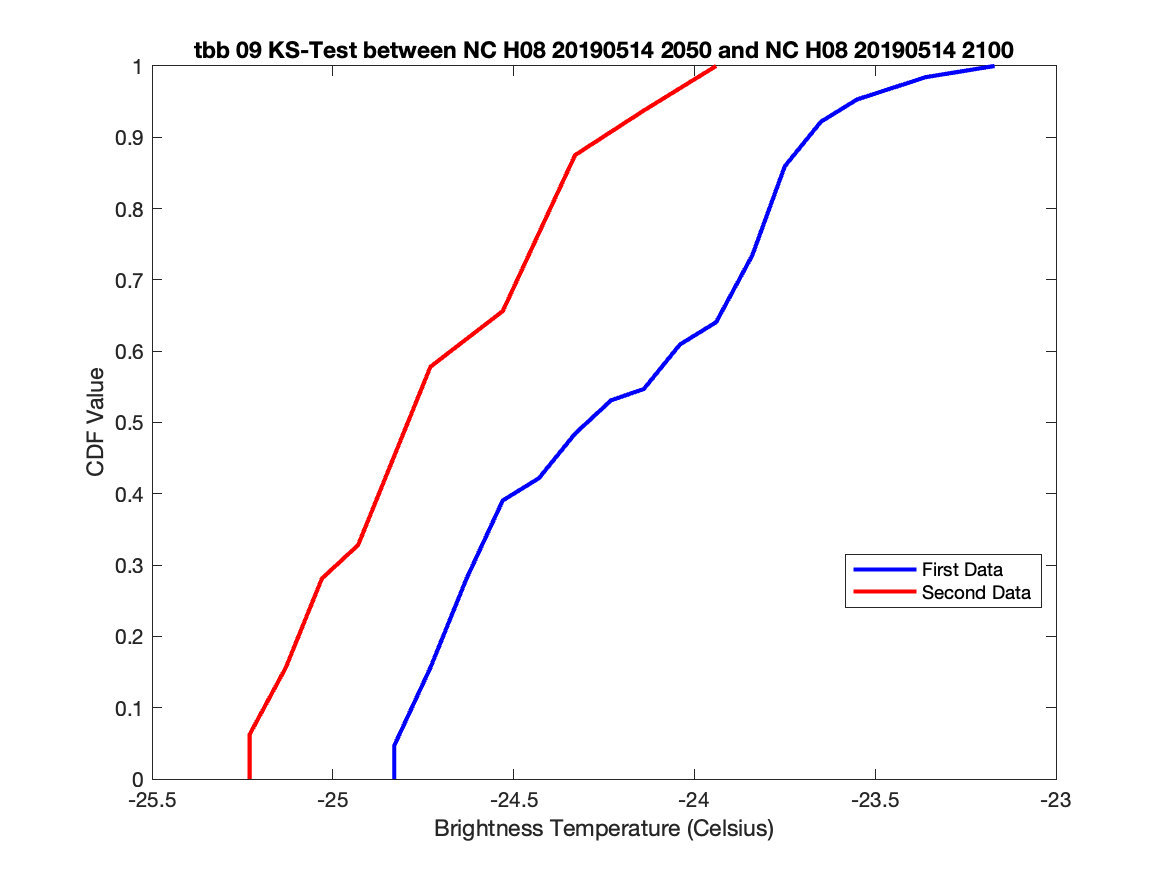 tbb 09 KS-Test between NC H08 20190514 2050 and NC H08 20190514 2100
1
0.9
0.8
0.7
0.6
0.5
0.4
0.3
0.2
0.1
0
CDF Value
First Data
Second Data
-25.5 -25 -24.5 -24 -23.5 -23
Brightness Temperature (Celsius)